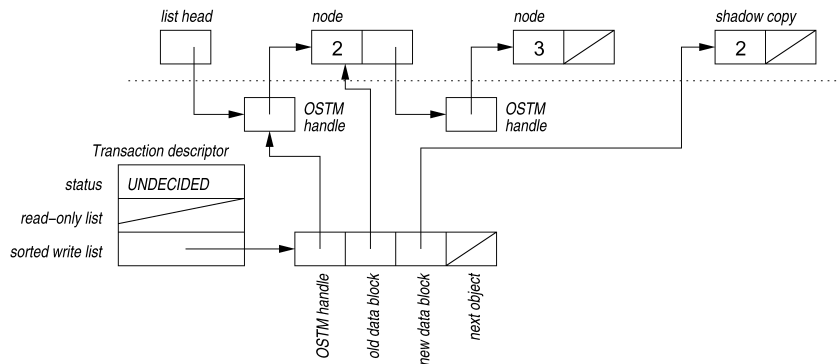 list head
node
node
shadow copy
2
3
2
OSTM
handle
OSTM
handle
Transaction descriptor
status
UNDECIDED
read-only list
sorted write list
OSTM handle
old data block
new data block
next object